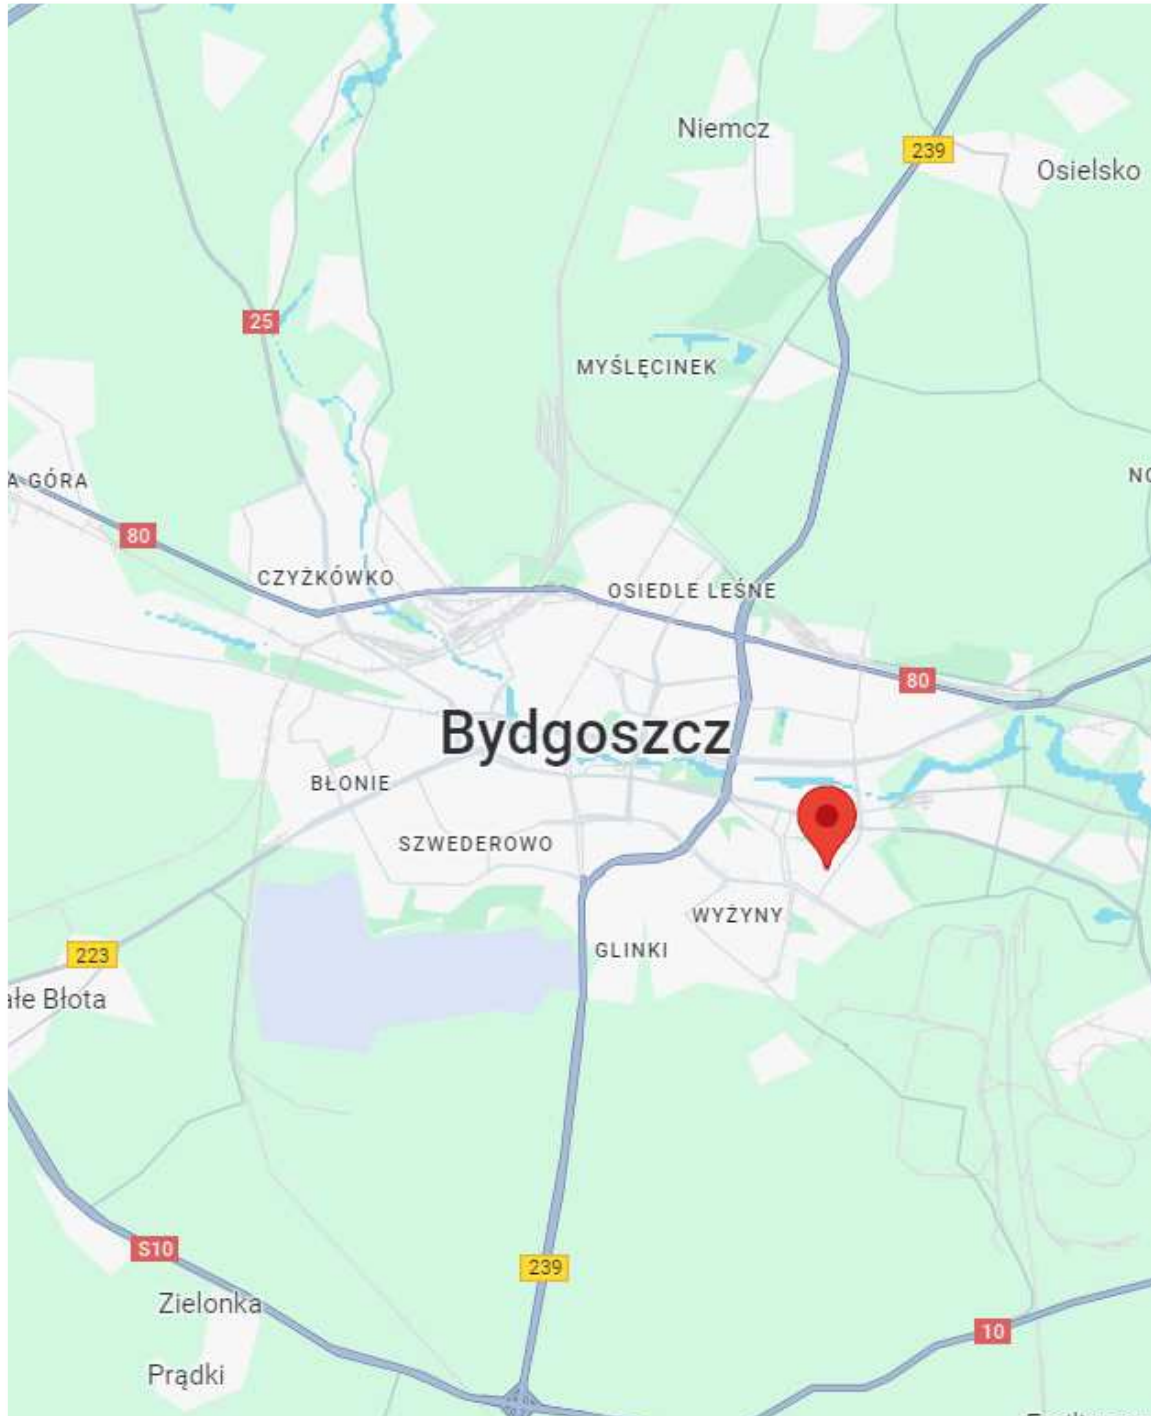 Niemcz
239
Osielsko
25
MYŚLĘCINEK
A GÓRA
NO
80
CZYŻKÓWKO
OSIEDLE LEŚNE
80
Bydgoszcz
BŁONIE
SZWEDEROWO
WYŻYNY
GLINKI
223
ałe Błota
S10
239
Zielonka
10
Prądki